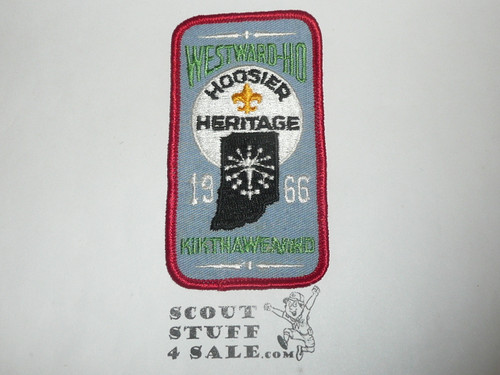 WESTWARD-HO
HOOSIER
HERITAGE
19 66
KIKTHAWENUND
SCOUT
STUFF
4 SALE.COM